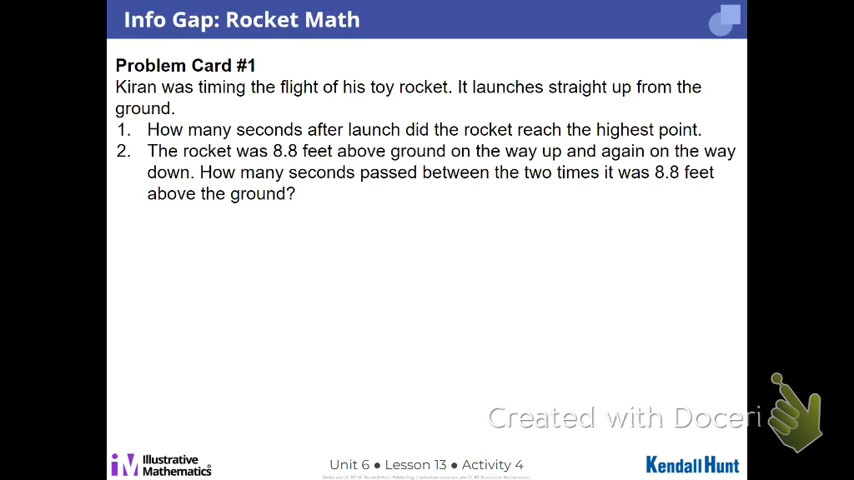 Info Gap: Rocket Math
Problem Card #1
Kiran was timing the flight of his toy rocket. It launches straight up from the
ground.
1. How many seconds after launch did the rocket reach the highest point.
2. The rocket was 8.8 feet above ground on the way up and again on the way
down. How many seconds passed between the two times it was 8.8 feet
above the ground?
Created with Doceri
Illustrative
Mathematics
Unit 6 ● Lesson 13 ● Activity 4
Kendall Hunt